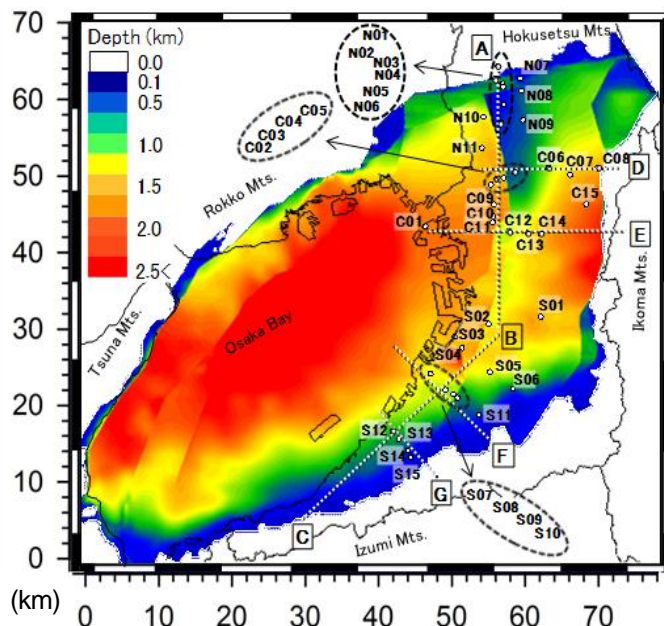 70
60
50
40
30
20
10
0
(km)
0 10 20 30 40 50 60 70
Depth (km)
0.0
0.1
0.5
1.0
1.5
2.0
2.5<
N01
N02
N03
N04
N05
N06
C05
C04
C03
C02
A
Hokusetsu Mts.
N07
N08
N10
N09
N11
C06
C07
C08
D
C15
Rokko Mts.
C09
C10
C11
C01
C12
C14
C13
E
Ikoma Mts.
S01
S02
S03
B
S04
Osaka Bay
Tsuna Mts.
S05
S06
S11
F
S12
S13
S14
S15
G
C
S07
S08
S09
S10
Izumi Mts.